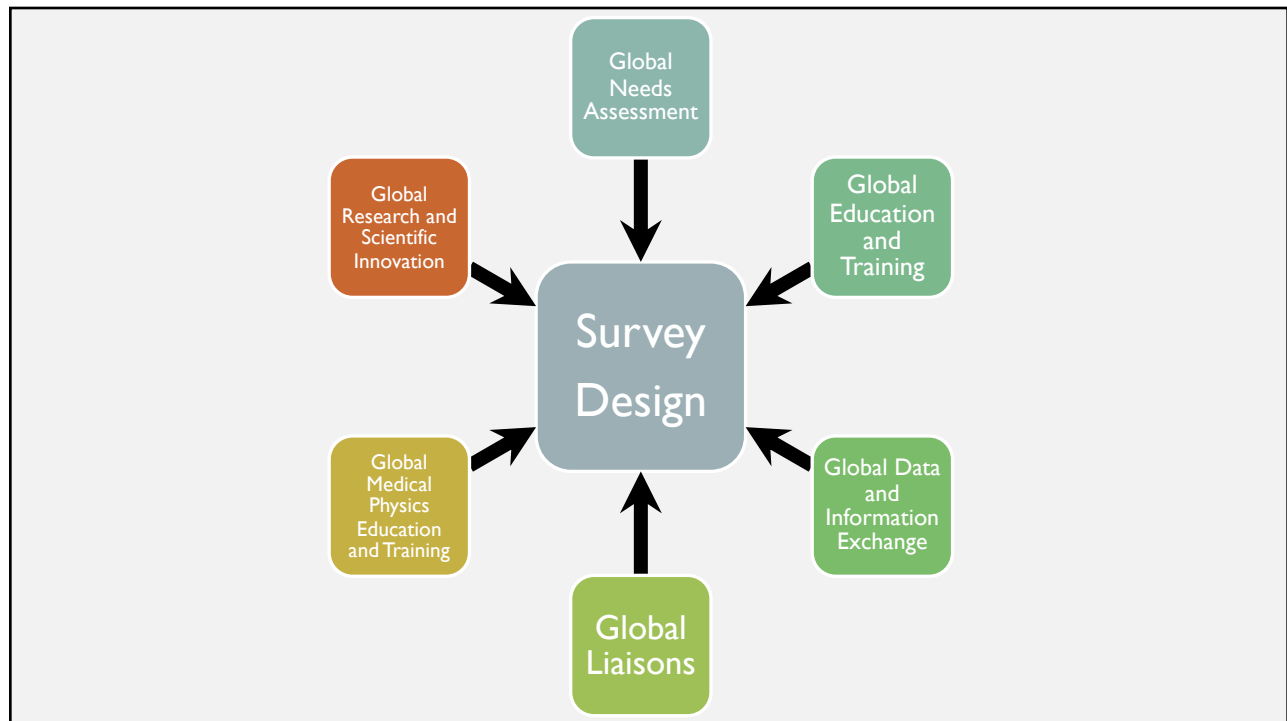 Global
Needs
Assessment
Global
Research and
Scientific
Innovation
Global
Education
and
Training
Survey
Design
Global
Medical
Physics
Education
and Training
Global Data
and
Information
Exchange
Global
Liaisons